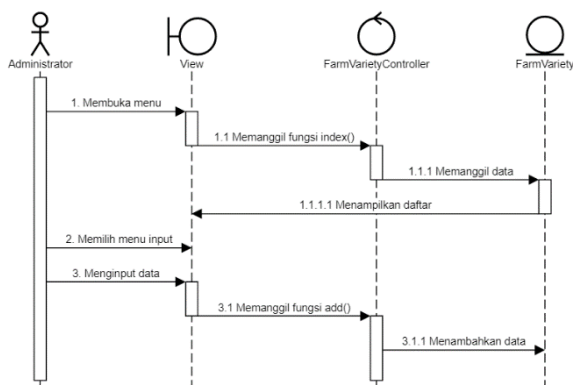 Administrator
View
FarmVarietyController
FarmVariety
1. Membuka menu
1.1 Memanggil fungsi index()
1.1.1 Memanggil data
1.1.1.1 Menampilkan daftar
2. Memilih menu input
3. Menginput data
3.1 Memanggil fungsi add()
3.1.1 Menambahkan data